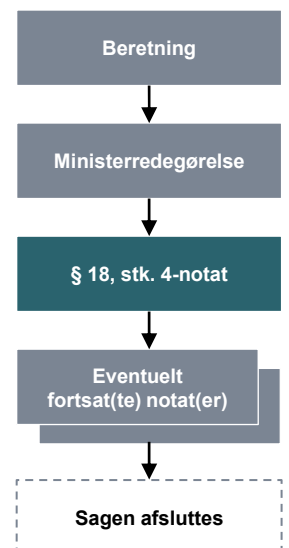 Beretning
Ministerredegørelse
§ 18, stk. 4-notat
Eventuelt
fortsat(te) notat(er)
Sagen afsluttes